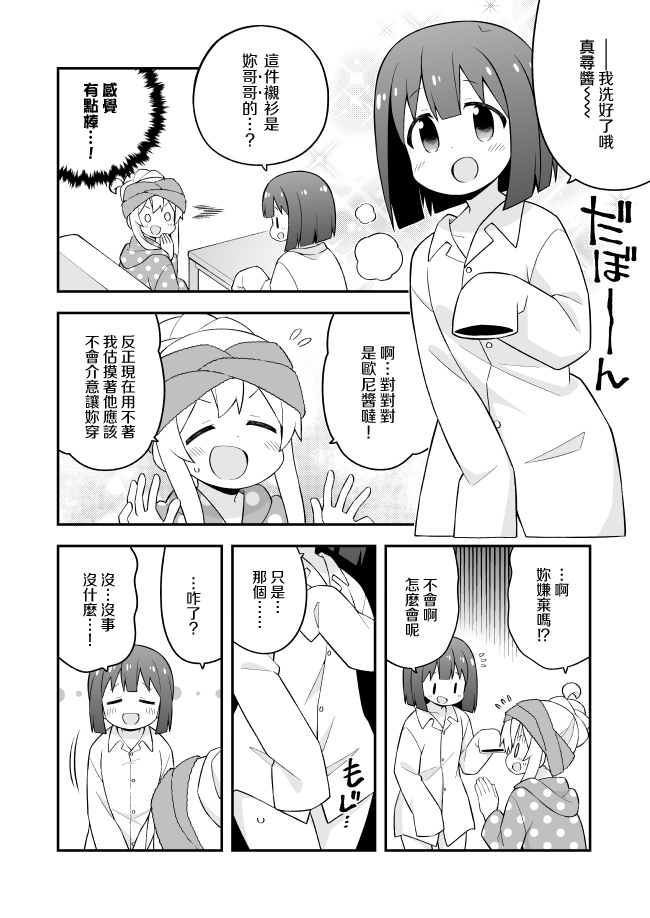 ——我洗好了哦
真尋醬~~~
だぼーん
這件襯衫是
妳哥哥的…?
感覺
有點棒…!
啊…對對對
是歐尼醬噠!
反正現在用不著
我估摸著他應該
不會介意讓妳穿
…啊
妳嫌棄嗎!?
不會啊
怎麼會呢
只是…
那個……
もじ…
…咋了?
沒…沒事
沒什麼…!